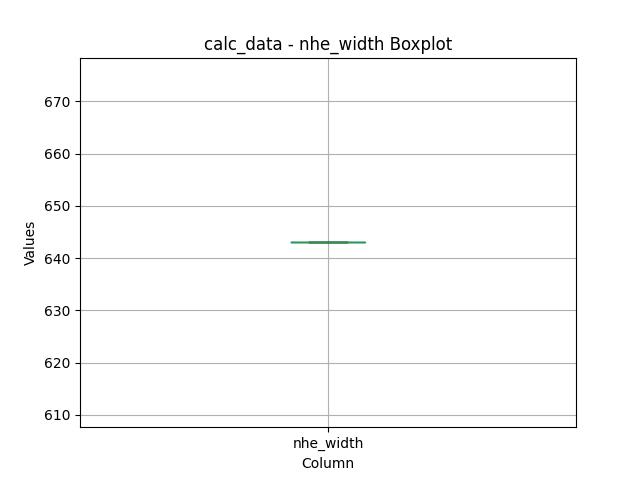 calc_data - nhe_width Boxplot
670
660
650
640
630
620
610
Values
nhe_width
Column